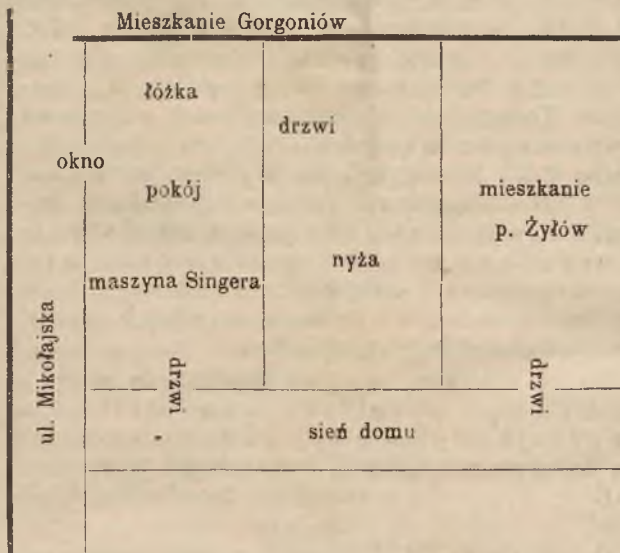 Mieszkanie Gorgoniów
łóżka
drzwi
okno
pokój
mieszkanie
p. Żyłów
nyża
maszyna Singera
ul. Mikołajska
drzwi
drzwi
sień domu